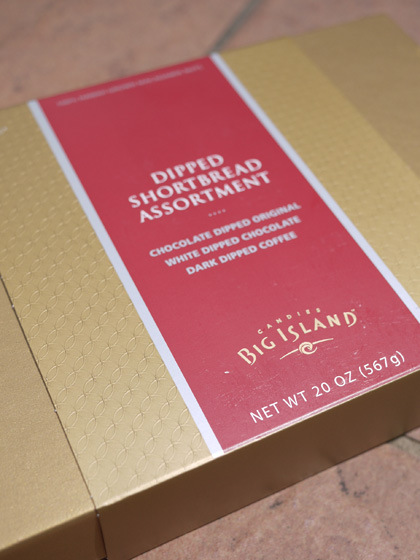 DIPPED
SHORTBREAD
ASSORTMENT
CHOCOLATE DIPPED ORIGINAL
WHITE DIPPED CHOCOLATE
DARK DIPPED COFFEE
CANDIES
BIG ISLAND
NET WT 20 OZ (567g)